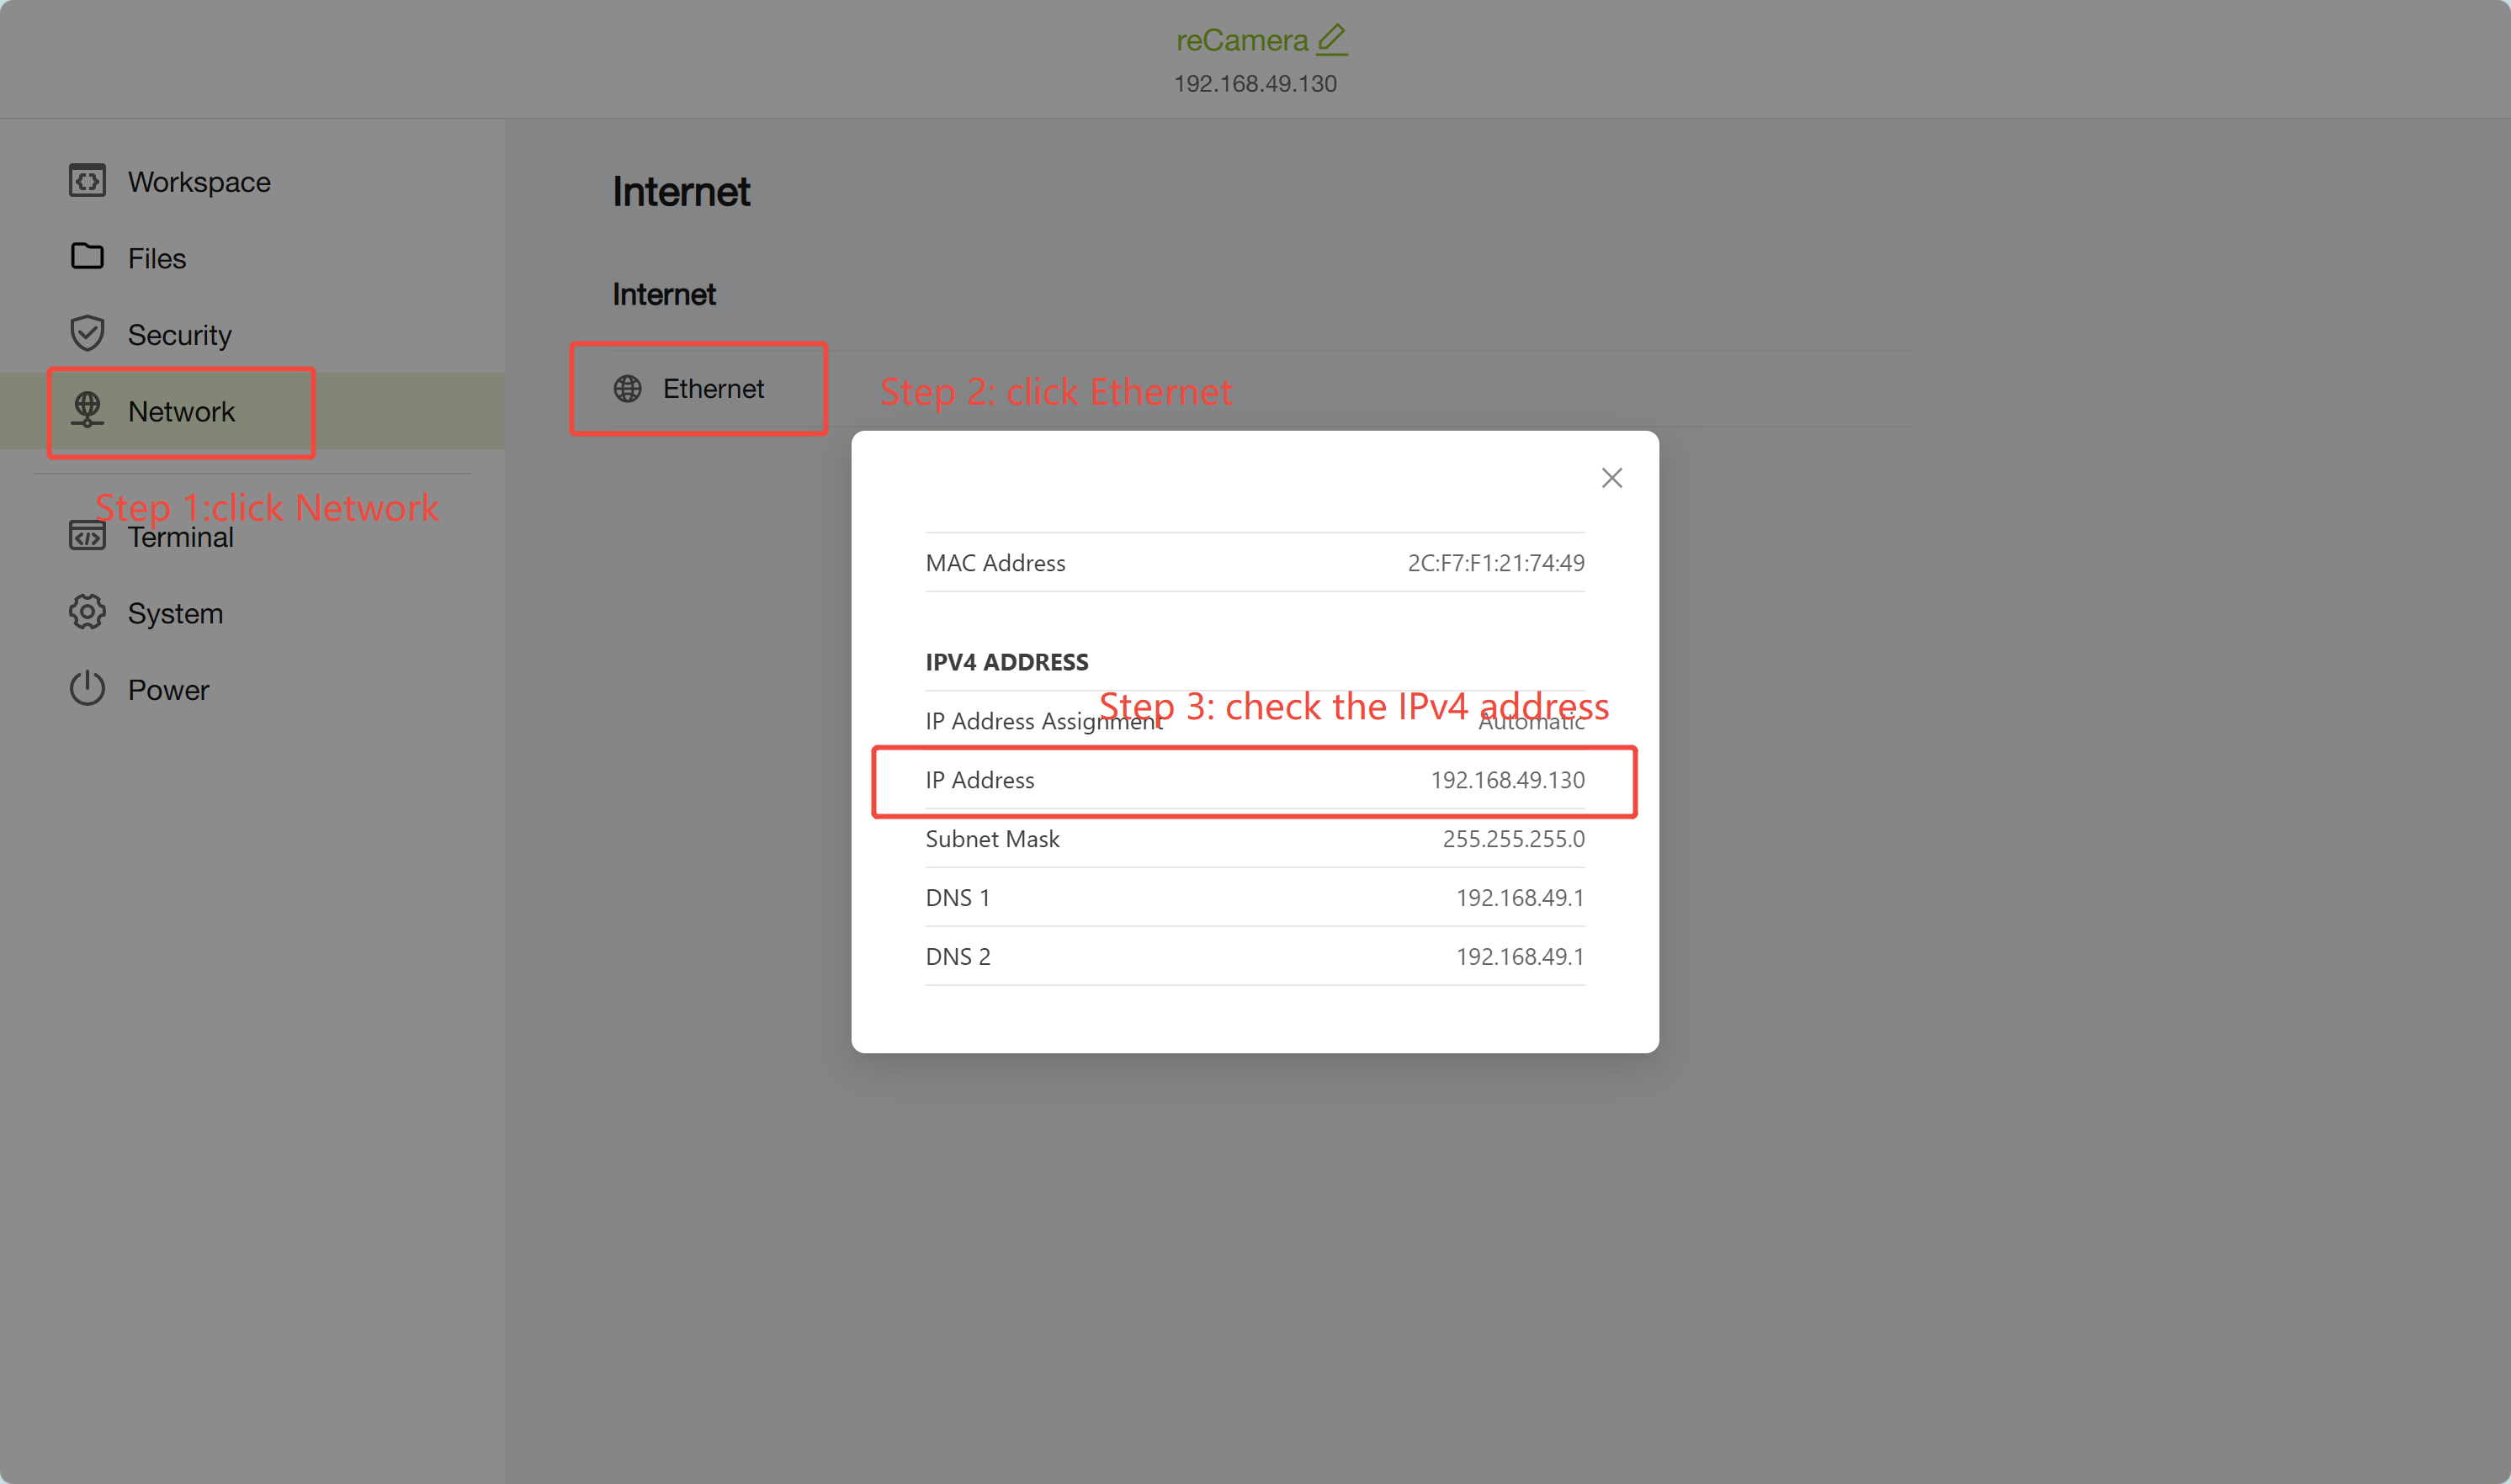 reCamera
192.168.49.130
Workspace
Files
Security
Network
Step 1:click Network
Terminal
System
Power
Internet
Internet
Ethernet
Step 2: click Ethernet
MAC Address 2C:F7:F1:21:74:49
IPV4 ADDRESS
Step 3: check the IPv4 address
IP Address Assignment Automatic
IP Address 192.168.49.130
Subnet Mask 255.255.255.0
DNS 1 192.168.49.1
DNS 2 192.168.49.1